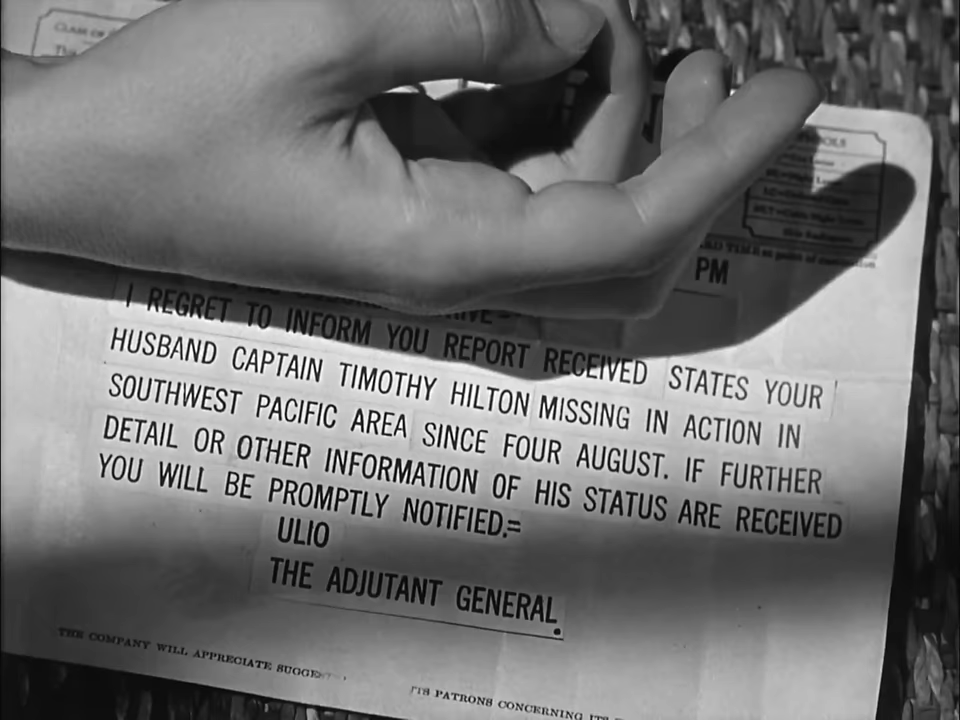 CLASS OF
PM
I REGRET TO INFORM YOU REPORT RECEIVED STATES YOUR
HUSBAND CAPTAIN TIMOTHY HILTON MISSING IN ACTION IN
SOUTHWEST PACIFIC AREA SINCE FOUR AUGUST. IF FURTHER
DETAIL OR OTHER INFORMATION OF HIS STATUS ARE RECEIVED
YOU WILL BE PROMPTLY NOTIFIED.=
ULIO
THE ADJUTANT GENERAL.
THE COMPANY WILL APPRECIATE PATRONS CONCERNING ITS